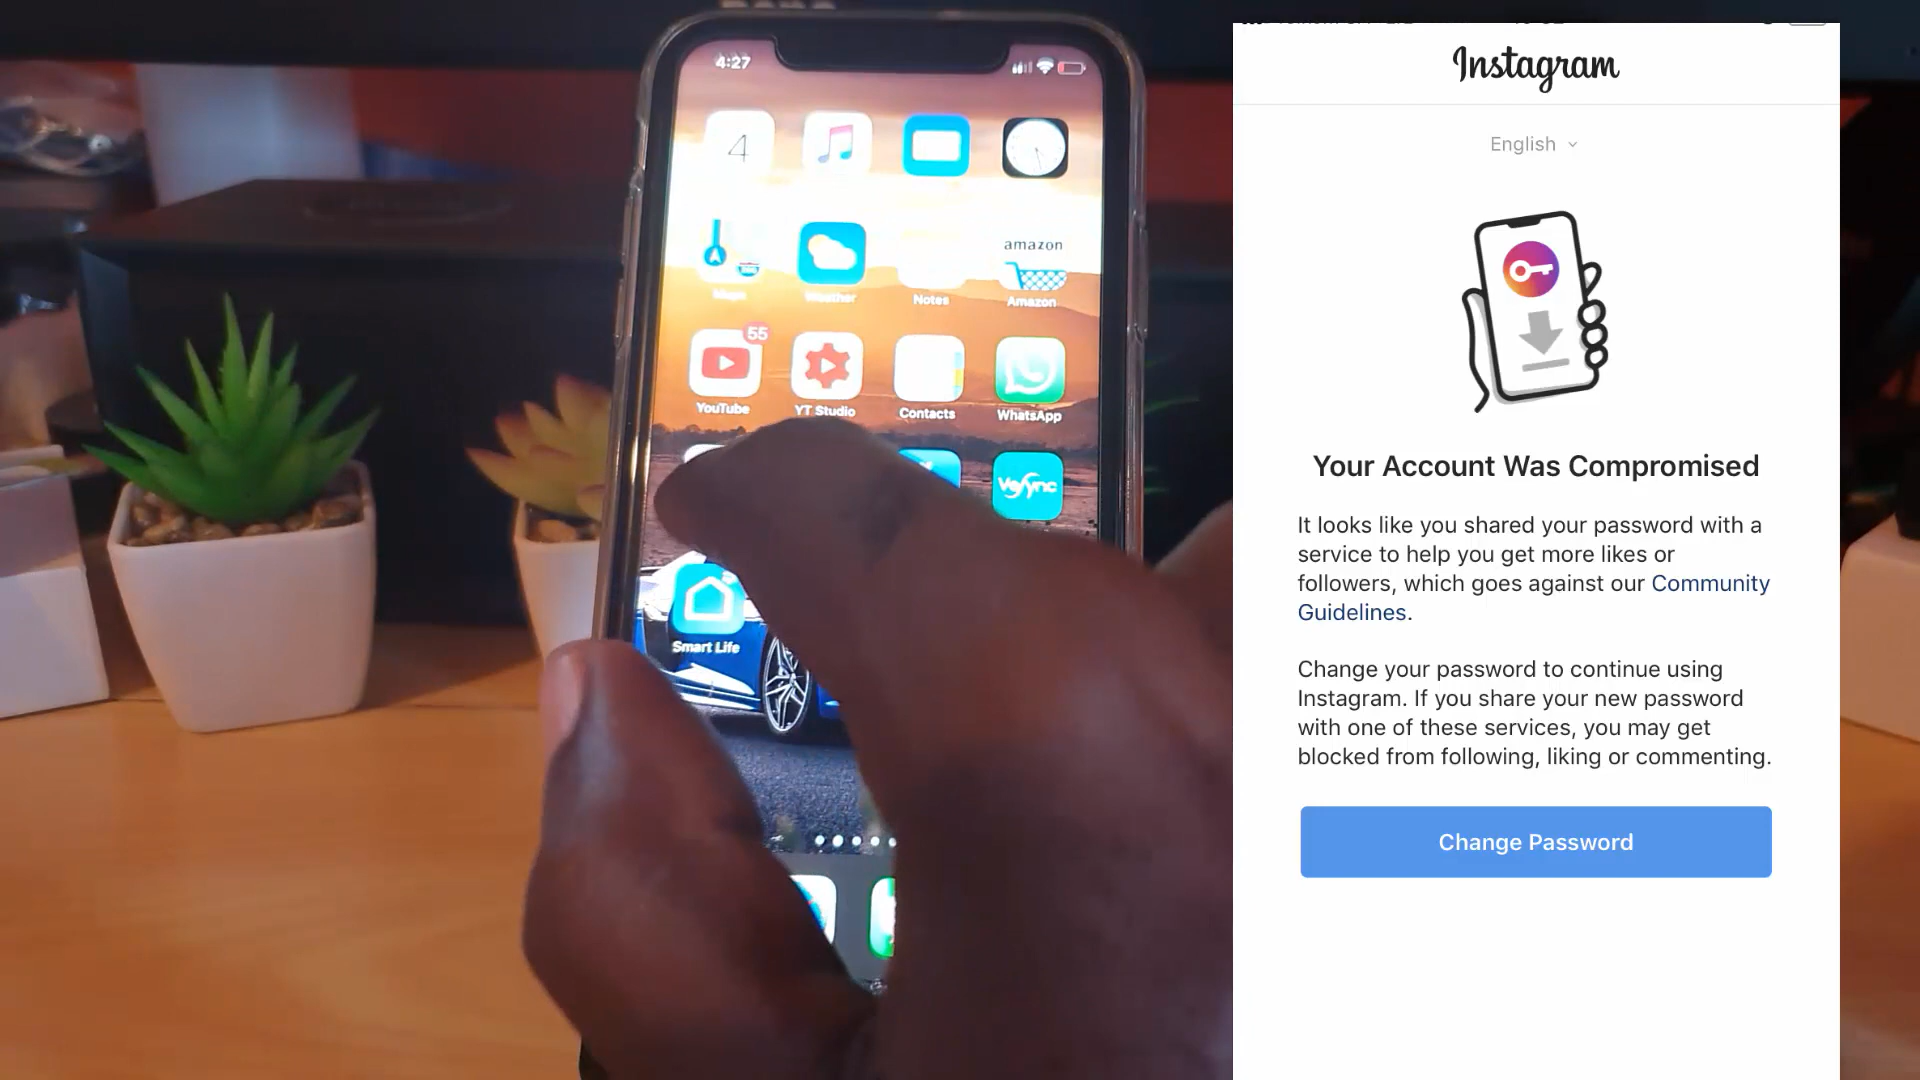 4:27
4
amazon
Maps
Weather
Notes
Amazon
55
YouTube
YT Studio
Contacts
WhatsApp
VeSync
Smart Life
Instagram
English
Your Account Was Compromised
It looks like you shared your password with a
service to help you get more likes or
followers, which goes against our Community
Guidelines.
Change your password to continue using
Instagram. If you share your new password
with one of these services, you may get
blocked from following, liking or commenting.
Change Password